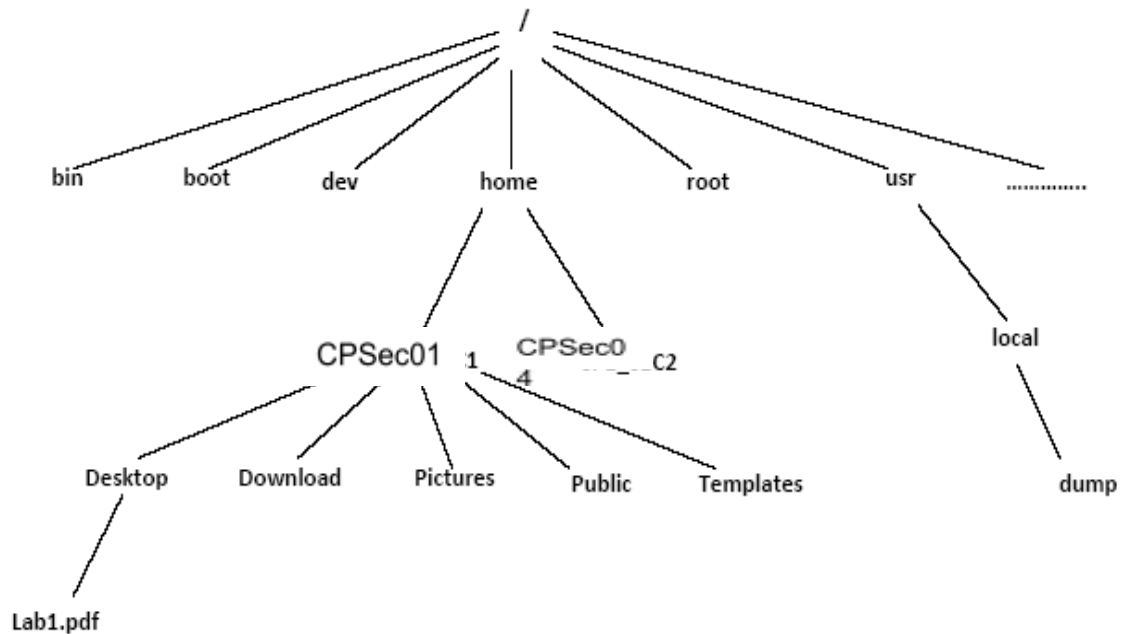 /
bin boot dev home root usr ..............
local
CPSec01 1 CPSec0 C2
4
Desktop Download Pictures Public Templates dump
Lab1.pdf